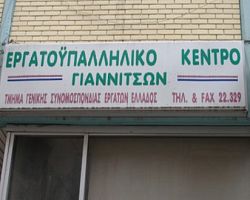 ΕΡΓΑΤΟΫΠΑΛΛΗΛΙΚΟ ΚΕΝΤΡΟ
ΓΙΑΝΝΙΤΣΩΝ
ΤΜΗΜΑ ΓΕΝΙΚΗΣ ΣΥΝΟΜΟΣΠΟΝΔΙΑΣ ΕΡΓΑΤΩΝ ΕΛΛΑΔΟΣ ΤΗΛ. & FAX 22.329